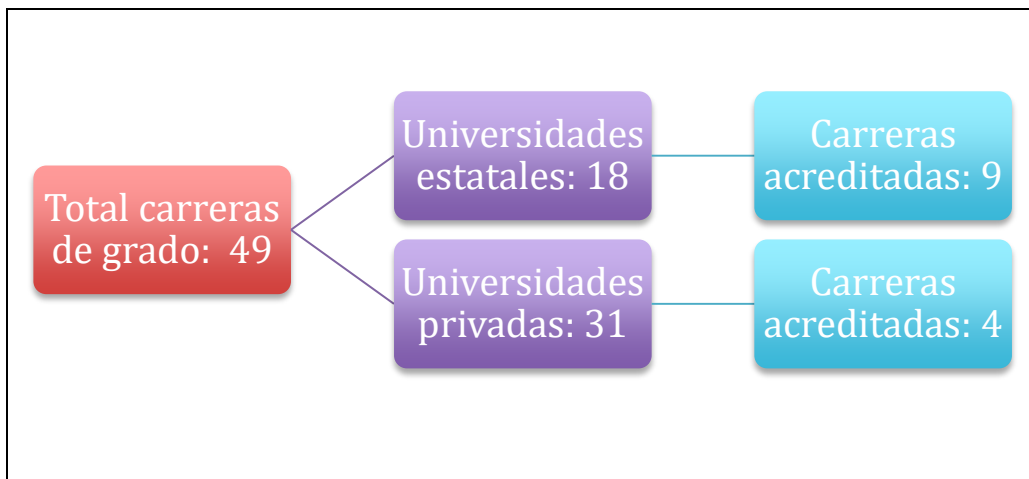 Total carreras
de grado: 49
Universidades
estatales: 18
Carreras
acreditadas: 9
Universidades
privadas: 31
Carreras
acreditadas: 4